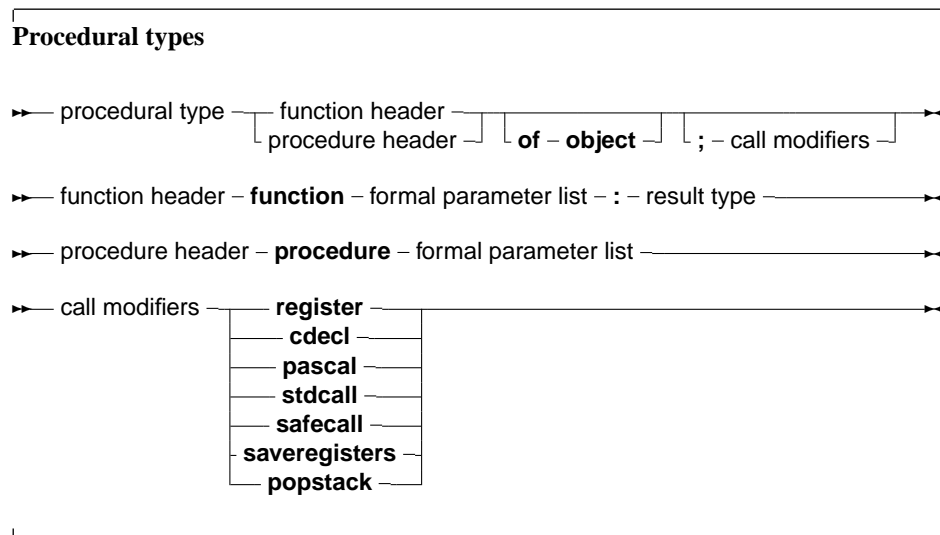 Procedural types
procedural type function header
procedure header of – object ; – call modifiers
function header – function – formal parameter list – : – result type
procedure header – procedure – formal parameter list
call modifiers register
cdecl
pascal
stdcall
safecall
saveregisters
popstack